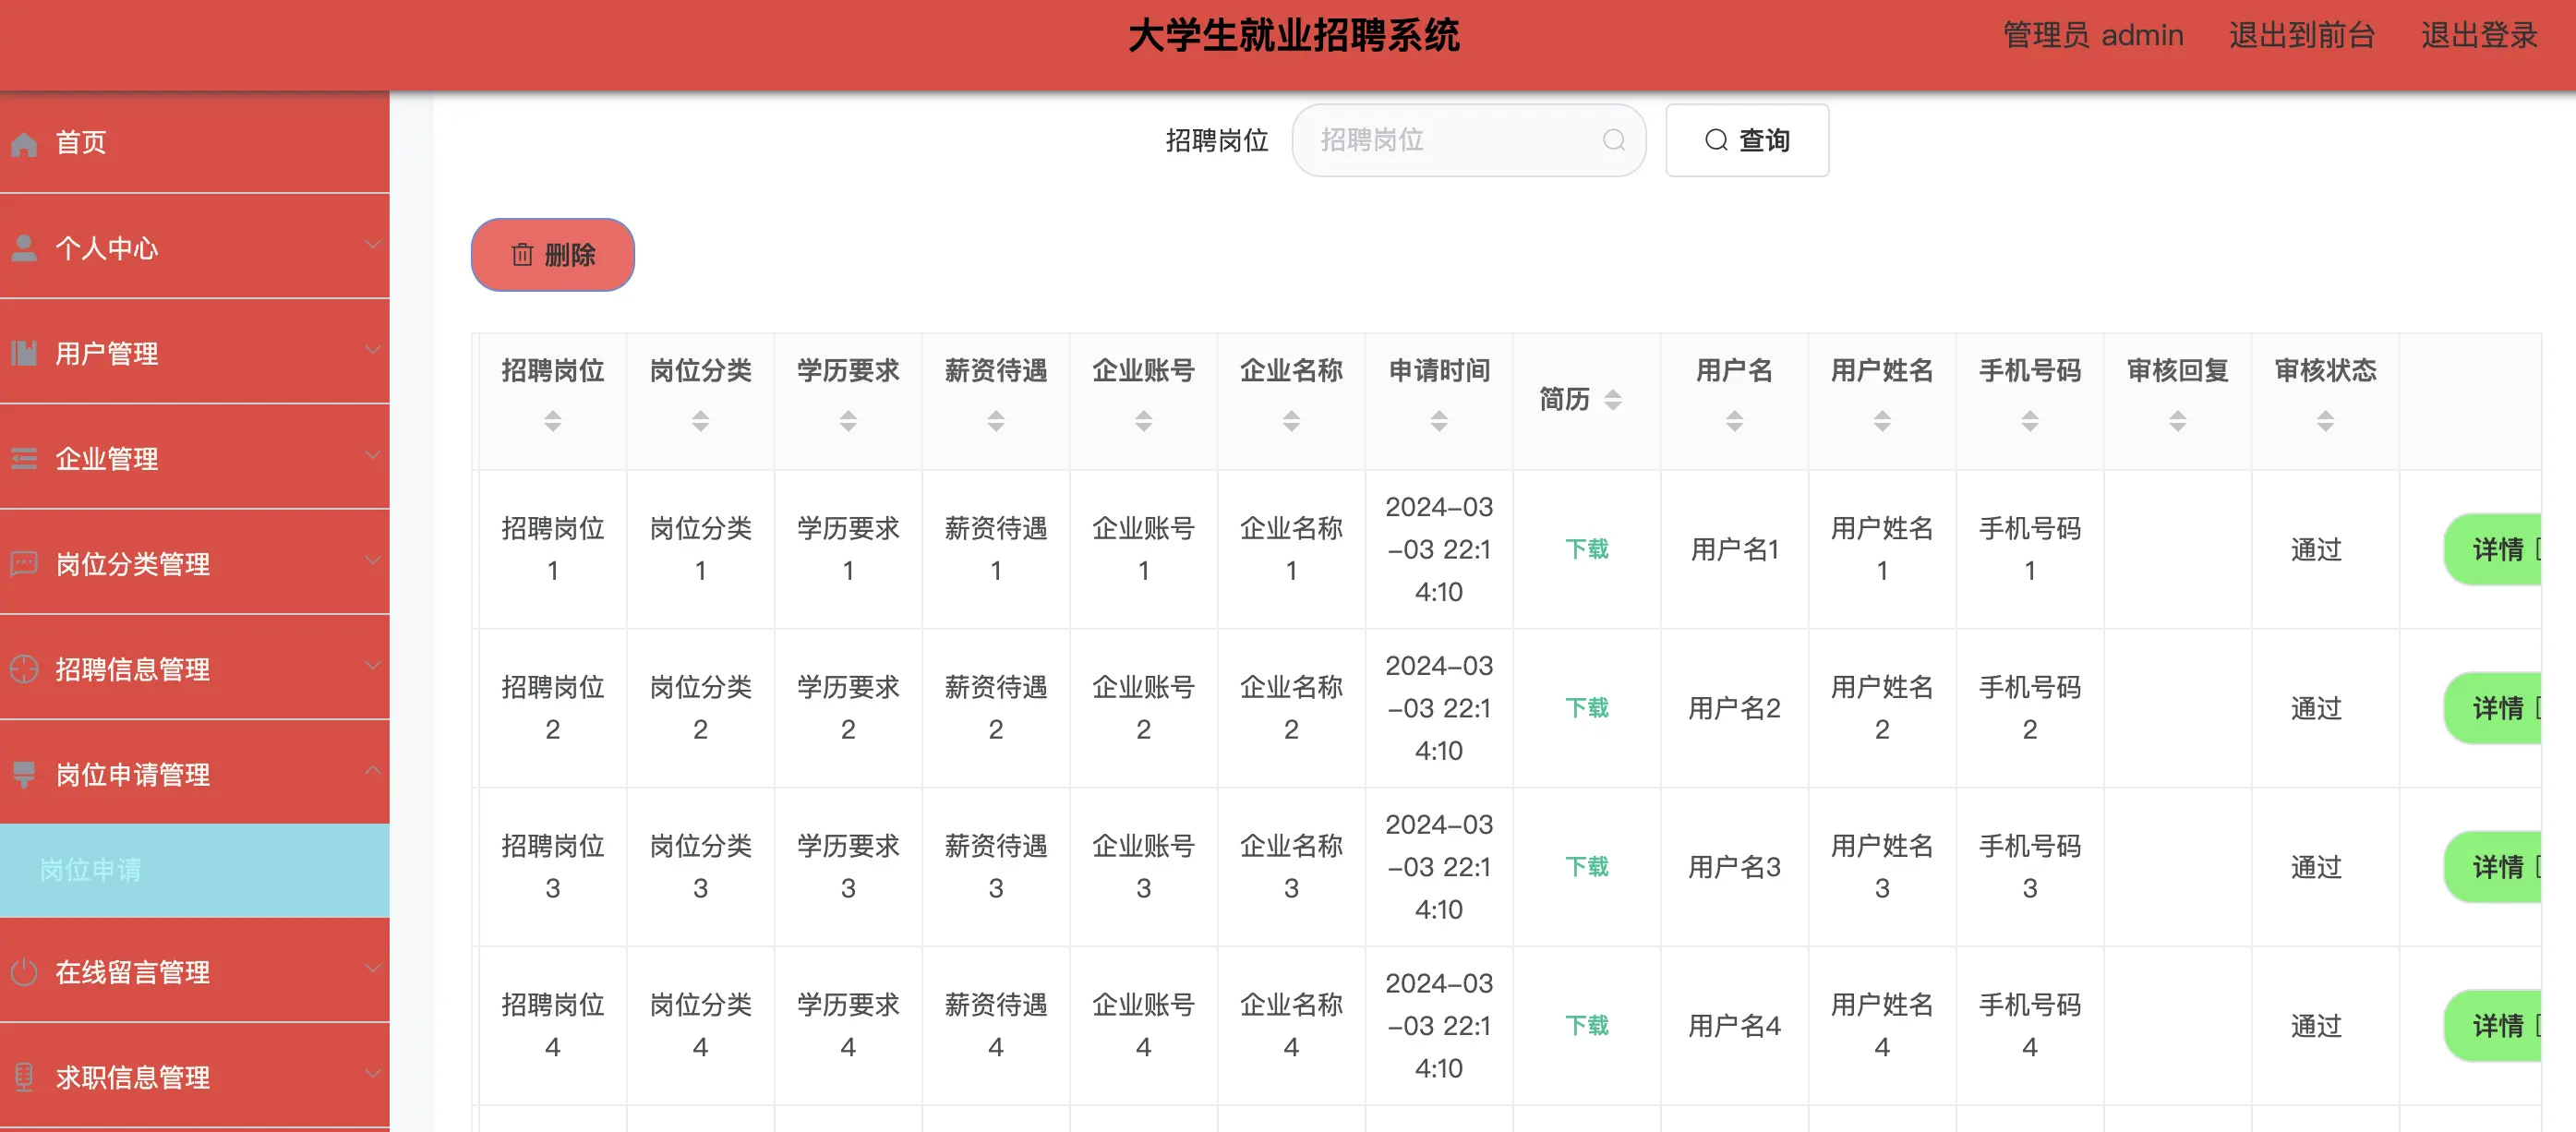 大学生就业招聘系统
管理员 admin 退出到前台 退出登录
首页
个人中心
用户管理
企业管理
岗位分类管理
招聘信息管理
岗位申请管理
岗位申请
在线留言管理
求职信息管理
招聘岗位 招聘岗位 查询
删除
招聘岗位 岗位分类 学历要求 薪资待遇 企业账号 企业名称 申请时间 简历 用户名 用户姓名 手机号码 审核回复 审核状态
招聘岗位1 岗位分类1 学历要求1 薪资待遇1 企业账号1 企业名称1 2024-03-03 22:14:10 下载 用户名1 用户姓名1 手机号码1 通过 详情
招聘岗位2 岗位分类2 学历要求2 薪资待遇2 企业账号2 企业名称2 2024-03-03 22:14:10 下载 用户名2 用户姓名2 手机号码2 通过 详情
招聘岗位3 岗位分类3 学历要求3 薪资待遇3 企业账号3 企业名称3 2024-03-03 22:14:10 下载 用户名3 用户姓名3 手机号码3 通过 详情
招聘岗位4 岗位分类4 学历要求4 薪资待遇4 企业账号4 企业名称4 2024-03-03 22:14:10 下载 用户名4 用户姓名4 手机号码4 通过 详情